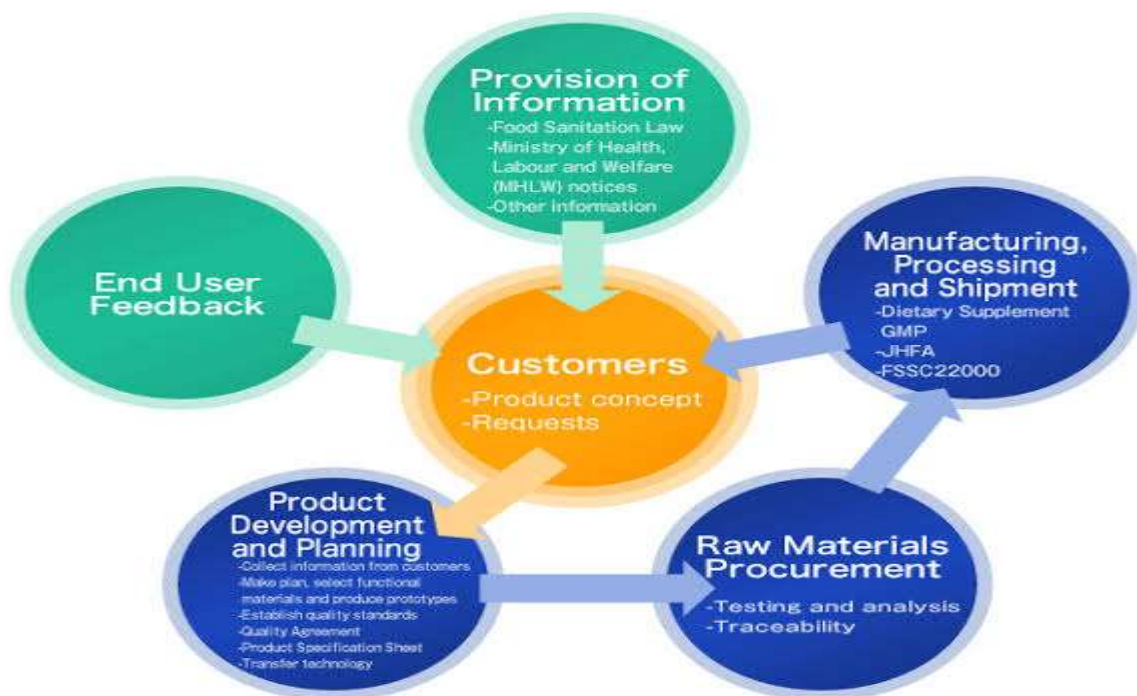 Provision of
Information
-Food Sanitation Law
-Ministry of Health,
Labour and Welfare
(MHLW) notices
-Other information
End User
Feedback
Manufacturing,
Processing
and Shipment
-Dietary Supplement
GMP
-JHFA
-FSSC22000
Customers
-Product concept
-Requests
Product
Development
and Planning
-Collect information from customers
-Make plan, select functional
materials and produce prototypes
-Establish quality standards
-Quality Agreement
-Product Specification Sheet
-Transfer technology
Raw Materials
Procurement
-Testing and analysis
-Traceability